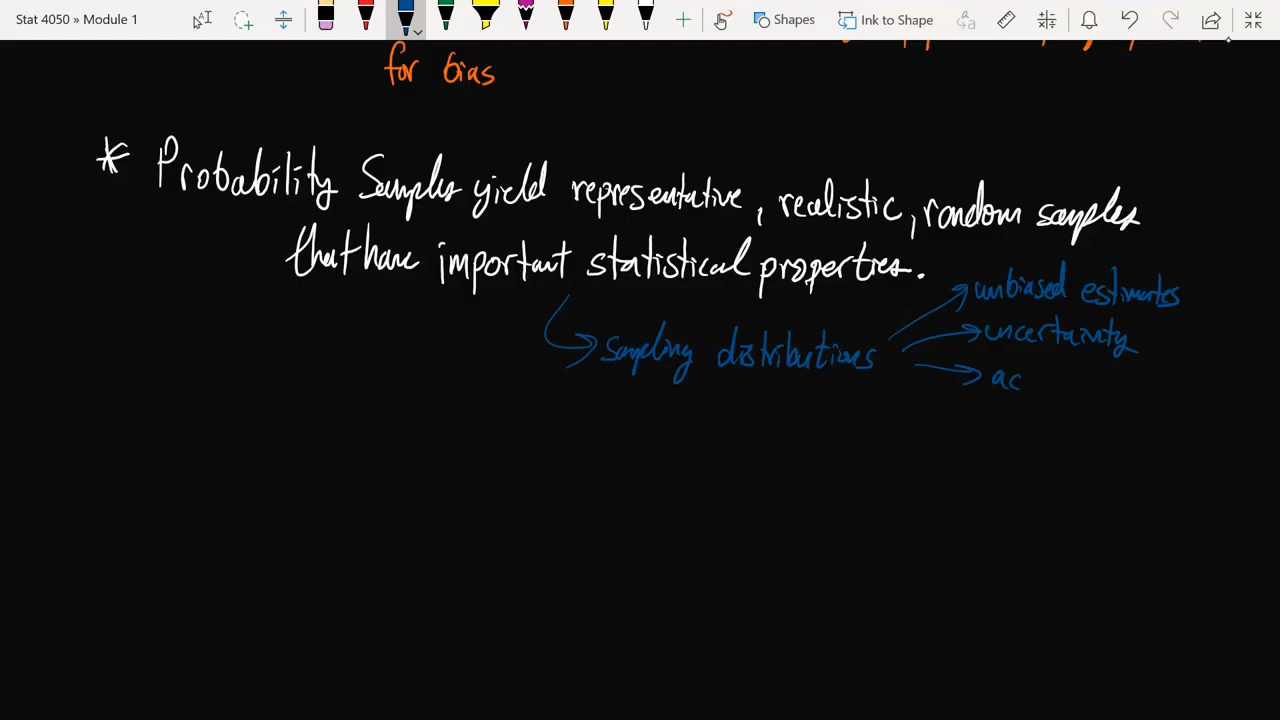 Stat 4050 » Module 1
Shapes
Ink to Shape
for bias
* Probability Samples yield representative, realistic, random samples
that have important statistical properties.
unbiased estimates
sampling distributions
uncertainty
ac